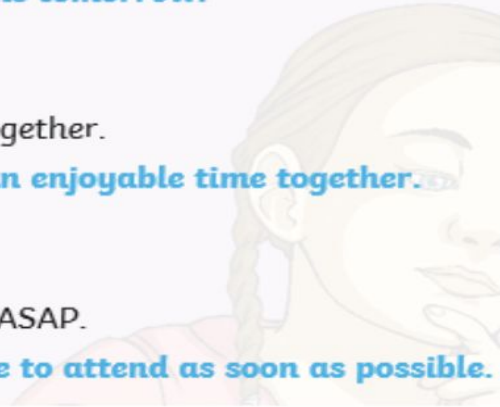 gether.
n enjoyable time together.
ASAP.
e to attend as soon as possible.